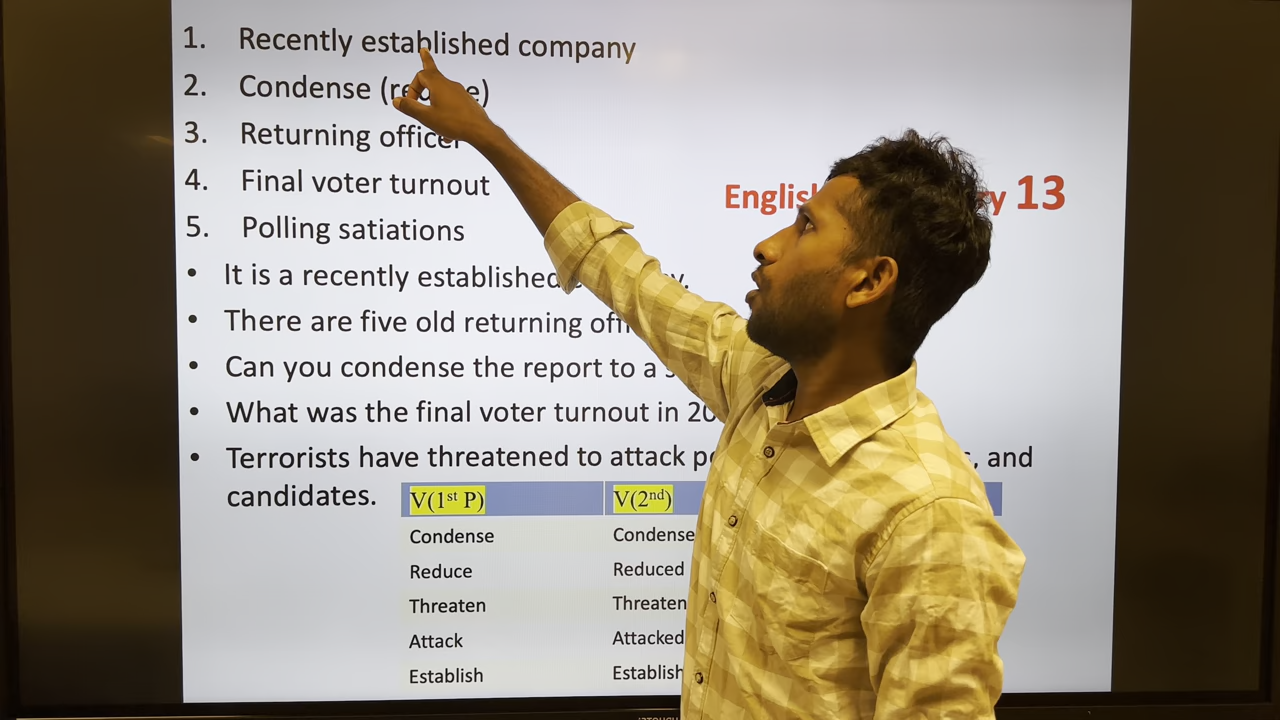 1. Recently established company
2. Condense (
3. Returning officer
4. Final voter turnout
5. Polling satiations
13
• It is a recently established
• There are five old returning
• Can you condense the report to a
• What was the final voter turnout in
• Terrorists have threatened to attack and
candidates.
V(1st P) V(2nd)
Condense Condense
Reduce Reduced
Threaten Threaten
Attack Attacked
Establish Establish